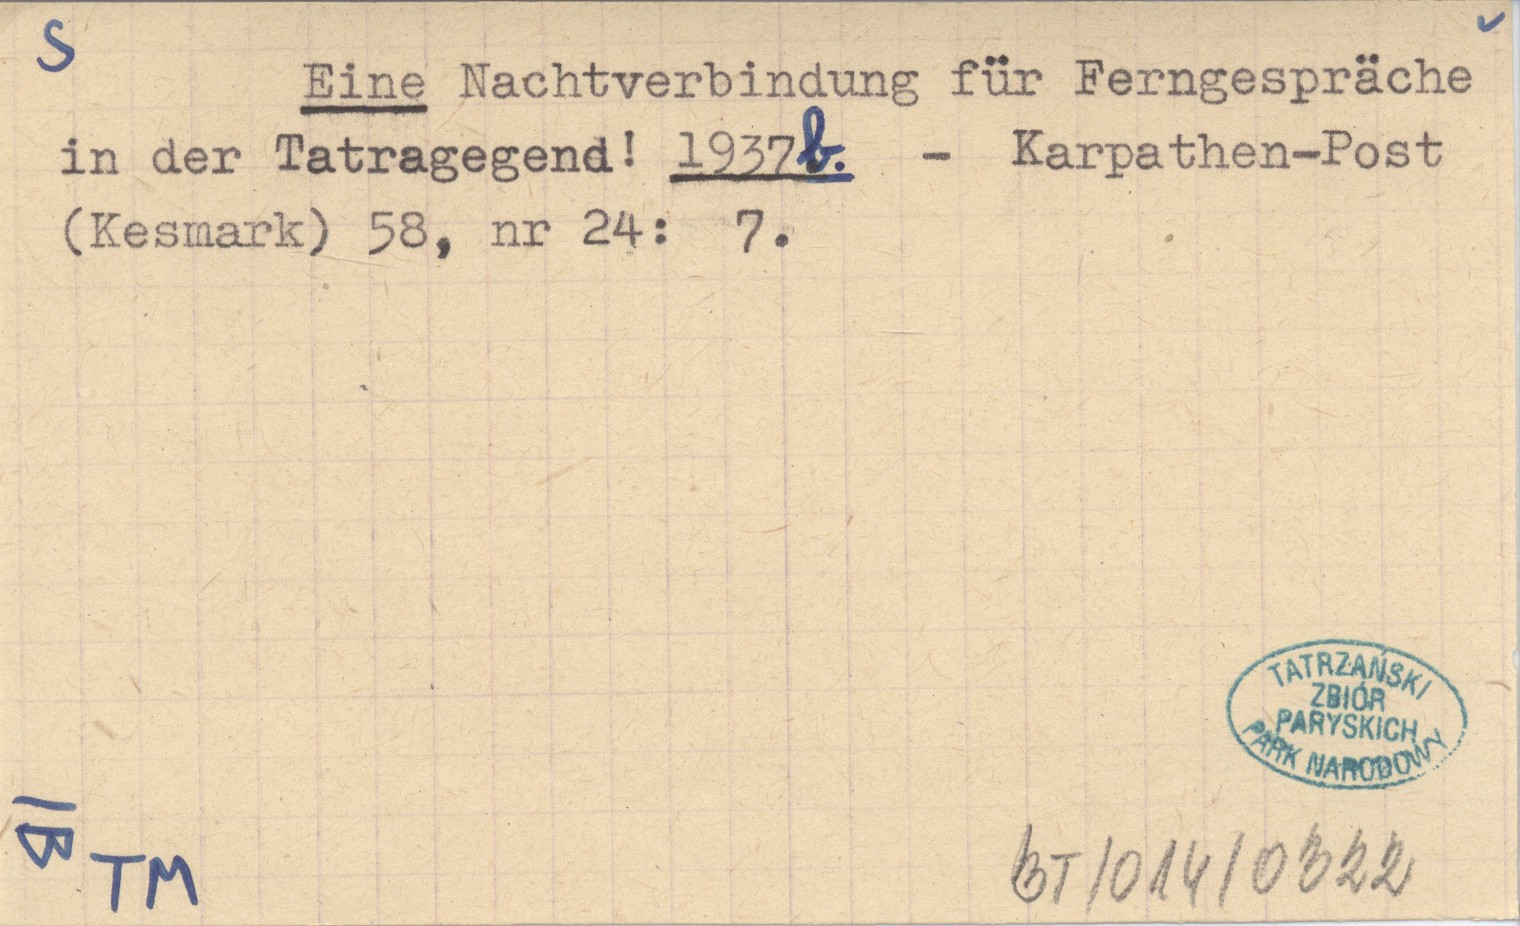 S
Eine Nachtverbindung für Ferngespräche
in der Tatragegend! 1937b. - Karpathen-Post
(Kesmark) 58, nr 24: 7.
TATRZAŃSKI
ZBIÓR
PARYSKICH
PARK NARODOWY
IB
TM
BT/014/0322